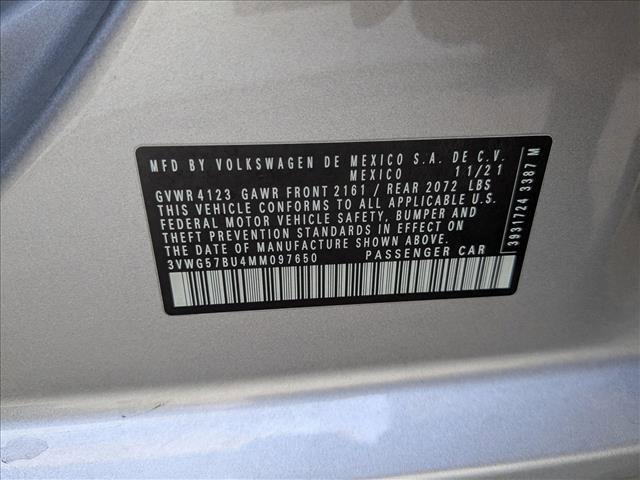 MFD BY VOLKSWAGEN DE MEXICO S.A. DE C.V.
MEXICO 11/21
GVWR 4123 GAWR FRONT 2161 / REAR 2072 LBS
THIS VEHICLE CONFORMS TO ALL APPLICABLE U.S.
FEDERAL MOTOR VEHICLE SAFETY, BUMPER AND
THEFT PREVENTION STANDARDS IN EFFECT ON
THE DATE OF MANUFACTURE SHOWN ABOVE.
3VWG57BU4MM097650 PASSENGER CAR
3931724 3387 M